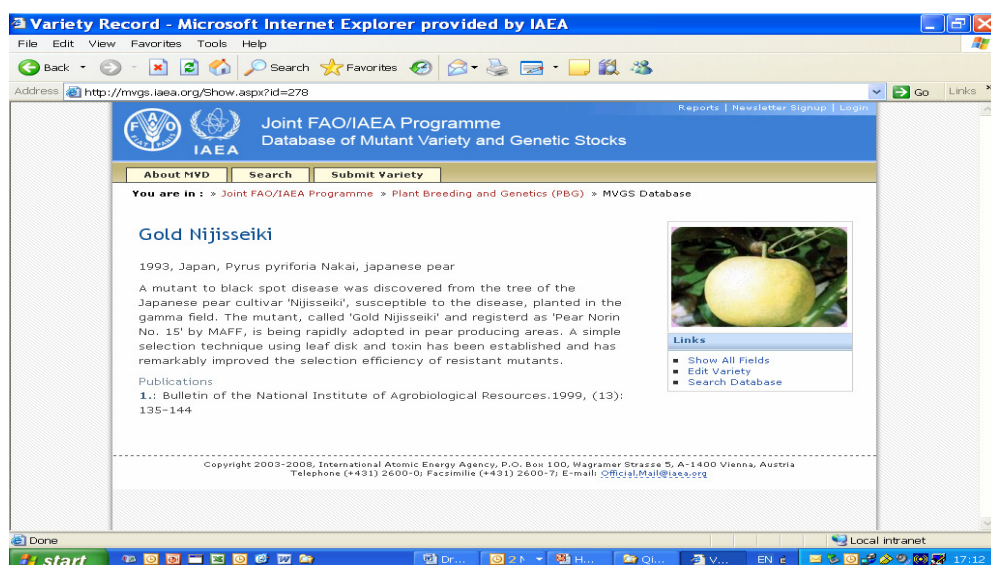 Variety Record - Microsoft Internet Explorer provided by IAEA
File Edit View Favorites Tools Help
Back Search Favorites
Address http://mvgs.iaea.org/Show.aspx?id=278 Go Links
Reports | Newsletter Signup | Login
FAO
FIAT PANIS
IAEA
Joint FAO/IAEA Programme
Database of Mutant Variety and Genetic Stocks
About MVD Search Submit Variety
You are in : » Joint FAO/IAEA Programme » Plant Breeding and Genetics (PBG) » MVGS Database
Gold Nijisseiki
1993, Japan, Pyrus pyriforia Nakai, japanese pear
A mutant to black spot disease was discovered from the tree of the
Japanese pear cultivar 'Nijisseiki', susceptible to the disease, planted in the
gamma field. The mutant, called 'Gold Nijisseiki' and registerd as 'Pear Norin
No. 15' by MAFF, is being rapidly adopted in pear producing areas. A simple
selection technique using leaf disk and toxin has been established and has
remarkably improved the selection efficiency of resistant mutants.
Publications
1.: Bulletin of the National Institute of Agrobiological Resources.1999, (13):
135-144
Links
Show All Fields
Edit Variety
Search Database
Copyright 2003-2008, International Atomic Energy Agency, P.O. Box 100, Wagramer Strasse 5, A-1400 Vienna, Austria
Telephone (+431) 2600-0; Facsimilie (+431) 2600-7; E-mail: Official.Mail@iaea.org
Done Local intranet
start Dr... 2 H... Qi... V... EN 17:12